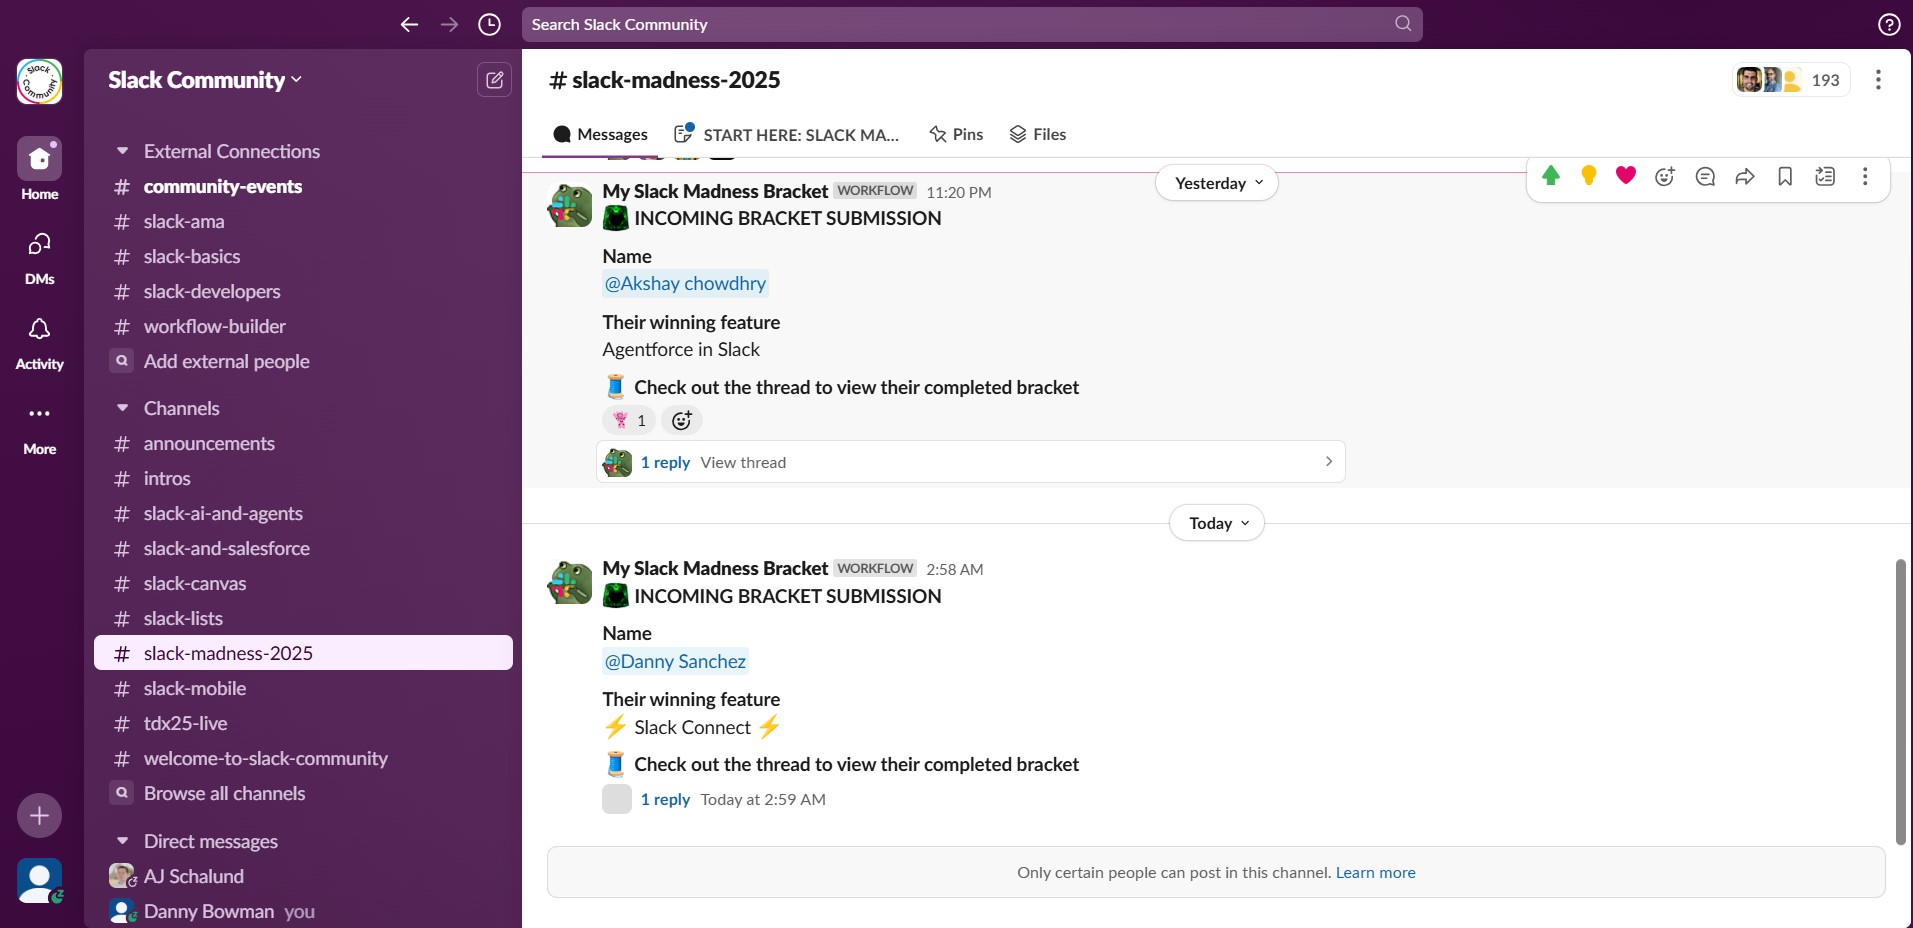 Search Slack Community
Slack Community
Slack Community
# slack-madness-2025
193
Messages
START HERE: SLACK MA...
Pins
Files
Home
DMs
Activity
More
External Connections
# community-events
# slack-ama
# slack-basics
# slack-developers
# workflow-builder
Add external people
Channels
# announcements
# intros
# slack-ai-and-agents
# slack-and-salesforce
# slack-canvas
# slack-lists
# slack-madness-2025
# slack-mobile
# tdx25-live
# welcome-to-slack-community
Browse all channels
Direct messages
AJ Schalund
Danny Bowman you
Yesterday
My Slack Madness Bracket WORKFLOW 11:20 PM
INCOMING BRACKET SUBMISSION
Name
@Akshay chowdhry
Their winning feature
Agentforce in Slack
🧵 Check out the thread to view their completed bracket
1
1 reply View thread
Today
My Slack Madness Bracket WORKFLOW 2:58 AM
INCOMING BRACKET SUBMISSION
Name
@Danny Sanchez
Their winning feature
⚡ Slack Connect ⚡
🧵 Check out the thread to view their completed bracket
1 reply Today at 2:59 AM
Only certain people can post in this channel. Learn more